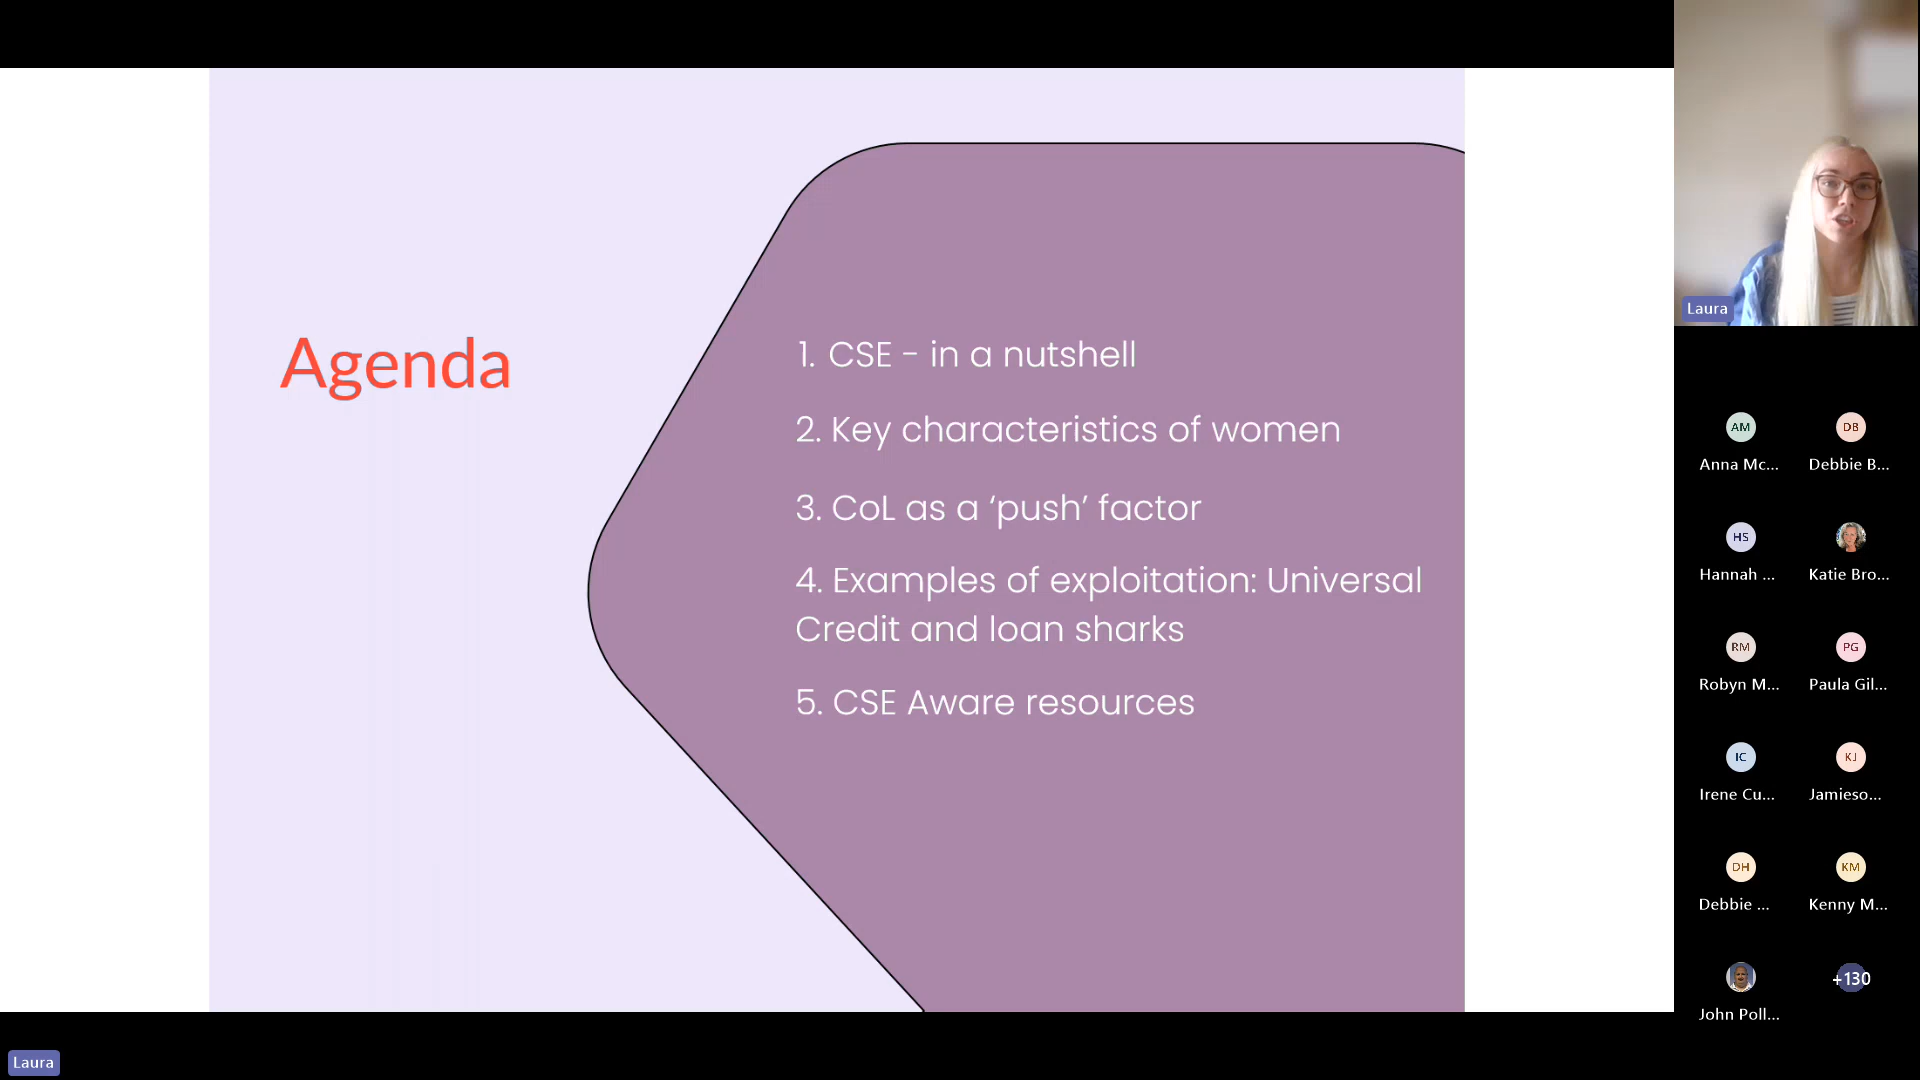 Agenda
1. CSE - in a nutshell
2. Key characteristics of women
3. CoL as a ‘push’ factor
4. Examples of exploitation: Universal
Credit and loan sharks
5. CSE Aware resources
Laura
AM
DB
Anna Mc...
Debbie B...
HS
Hannah ...
Katie Bro...
RM
PG
Robyn M...
Paula Gil...
IC
KJ
Irene Cu...
Jamieso...
DH
KM
Debbie ...
Kenny M...
+130
John Poll...
Laura